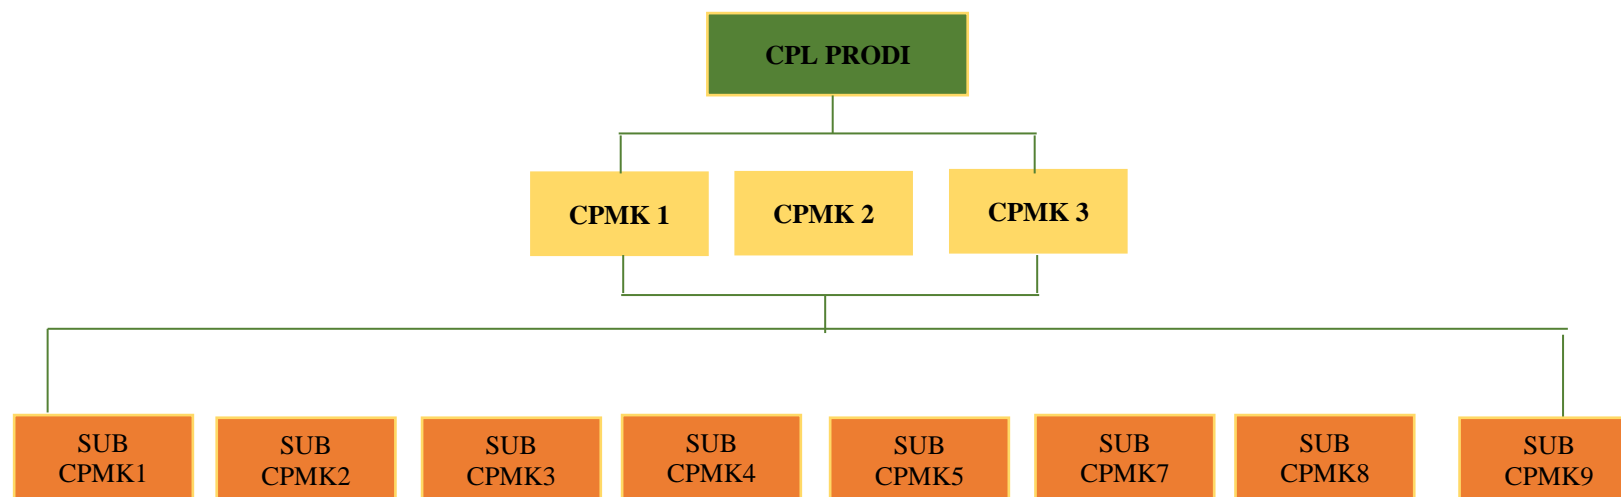 CPL PRODI
CPMK 1
CPMK 2
CPMK 3
SUB
CPMK1
SUB
CPMK2
SUB
CPMK3
SUB
CPMK4
SUB
CPMK5
SUB
CPMK7
SUB
CPMK8
SUB
CPMK9